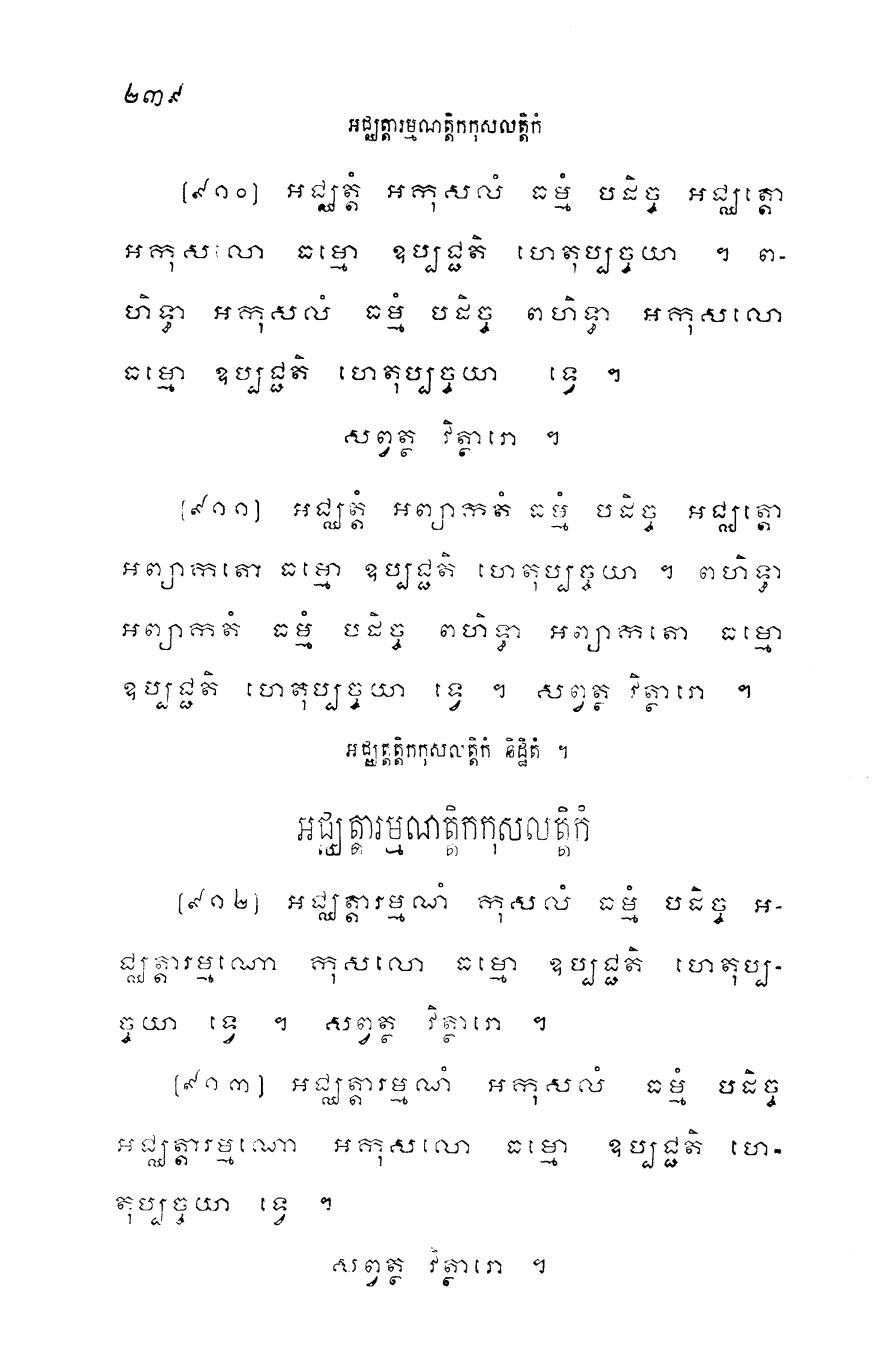 ២៣៩
អជ្ឈត្តារម្មណត្តិកកុសលត្តិកំ
[៩១០] អជ្ឈត្តំ អកុសលំ ធម្មំ បដិច្ច អជ្ឈត្តោ
អកុសលោ ធម្មោ ឧប្បជ្ជតិ ហេតុប្បច្ចយា ។ ព-
ហិទ្ធា អកុសលំ ធម្មំ បដិច្ច ពហិទ្ធា អកុសលោ
ធម្មោ ឧប្បជ្ជតិ ហេតុប្បច្ចយា ទ្វេ ។
សព្វត្ថ វិត្ថារោ ។
[៩១១] អជ្ឈត្តំ អព្យាកតំ ធម្មំ បដិច្ច អជ្ឈត្តោ
អព្យាកតោ ធម្មោ ឧប្បជ្ជតិ ហេតុប្បច្ចយា ។ ពហិទ្ធា
អព្យាកតំ ធម្មំ បដិច្ច ពហិទ្ធា អព្យាកតោ ធម្មោ
ឧប្បជ្ជតិ ហេតុប្បច្ចយា ទ្វេ ។ សព្វត្ថ វិត្ថារោ ។
អជ្ឈត្តត្តិកកុសលត្តិកំ និដ្ឋិតំ ។
អជ្ឈត្តារម្មណត្តិកកុសលត្តិកំ
[៩១២] អជ្ឈត្តារម្មណំ កុសលំ ធម្មំ បដិច្ច អ-
ជ្ឈត្តារម្មណោ កុសលោ ធម្មោ ឧប្បជ្ជតិ ហេតុប្ប-
ច្ចយា ទ្វេ ។ សព្វត្ថ វិត្ថារោ ។
[៩១៣] អជ្ឈត្តារម្មណំ អកុសលំ ធម្មំ បដិច្ច
អជ្ឈត្តារម្មណោ អកុសលោ ធម្មោ ឧប្បជ្ជតិ ហេ-
តុប្បច្ចយា ទ្វេ ។
សព្វត្ថ វិត្ថារោ ។